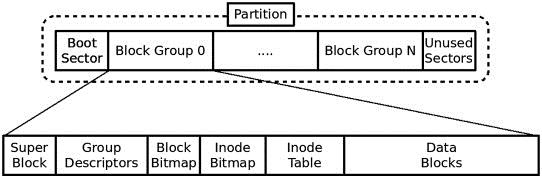 Partition
Boot Sector
Block Group 0
....
Block Group N
Unused Sectors
Super Block
Group Descriptors
Block Bitmap
Inode Bitmap
Inode Table
Data Blocks